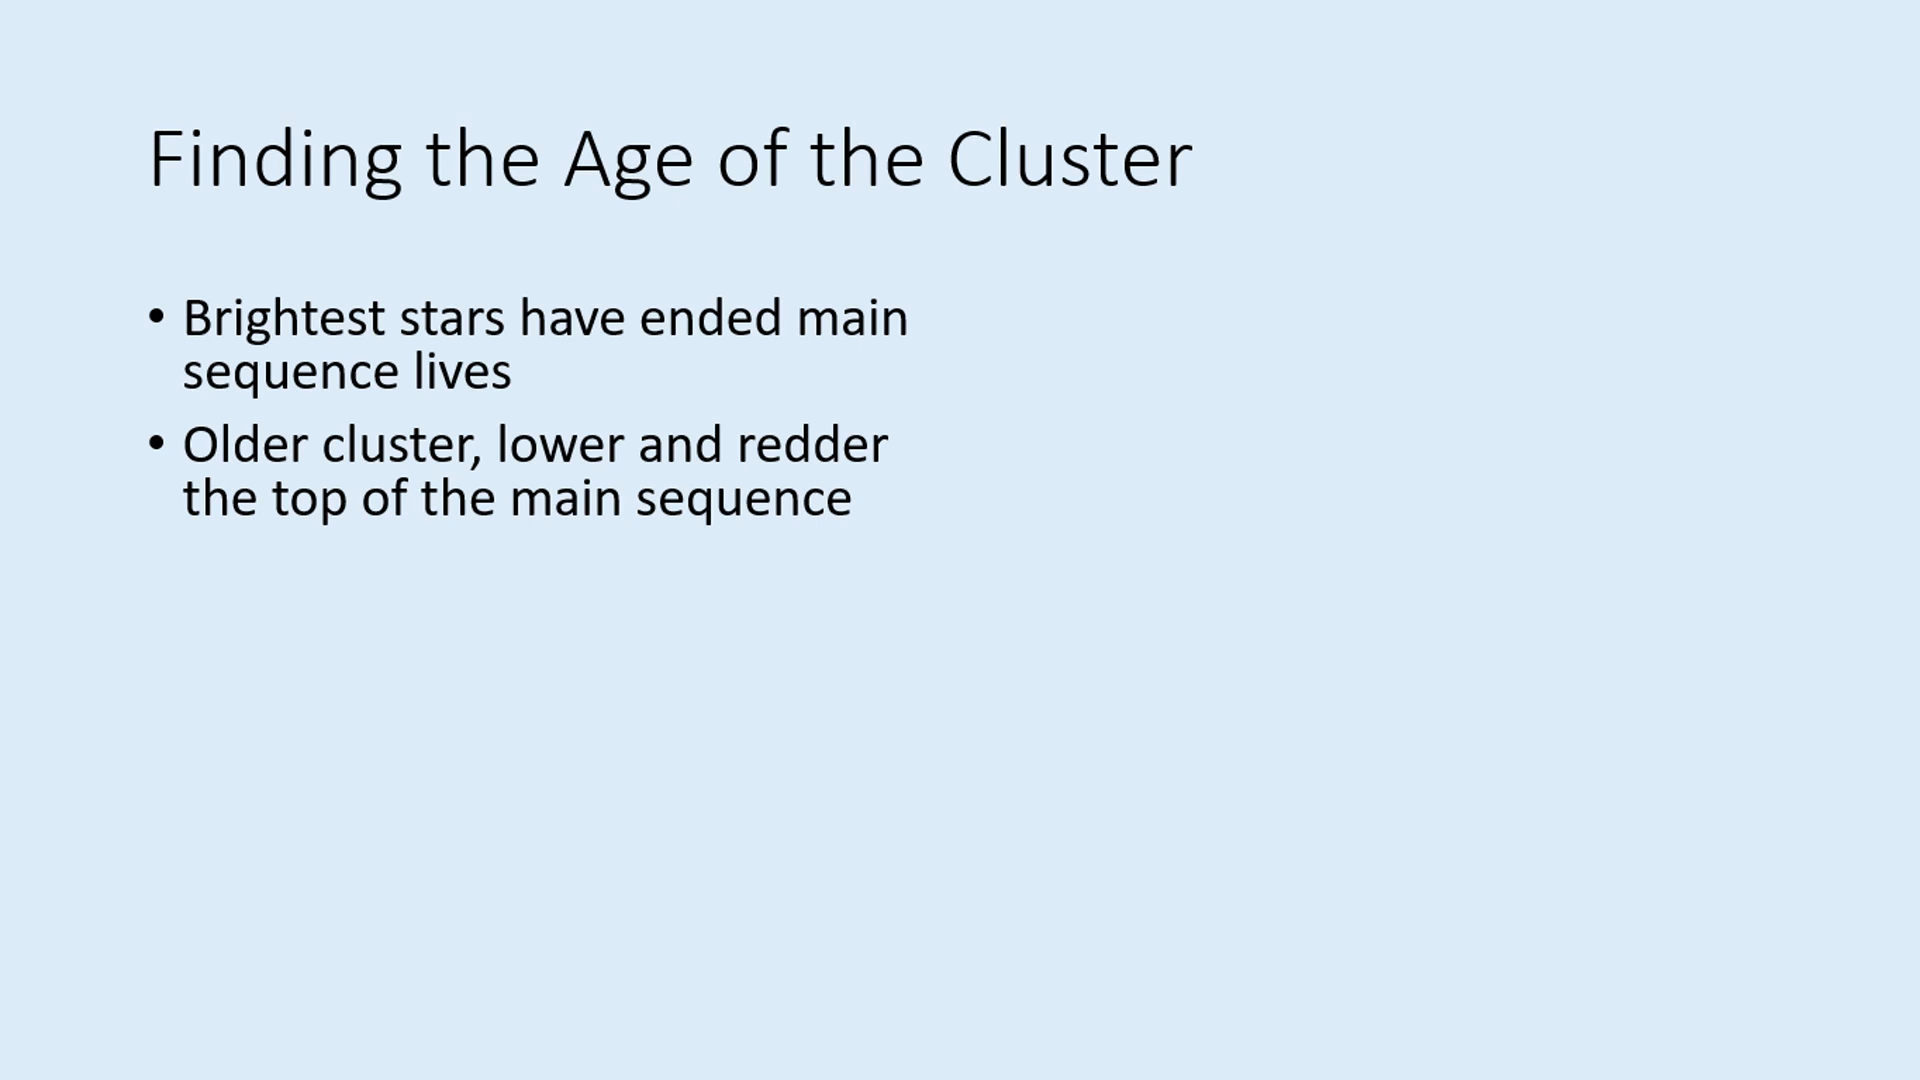 Finding the Age of the Cluster
• Brightest stars have ended main
sequence lives
• Older cluster, lower and redder
the top of the main sequence